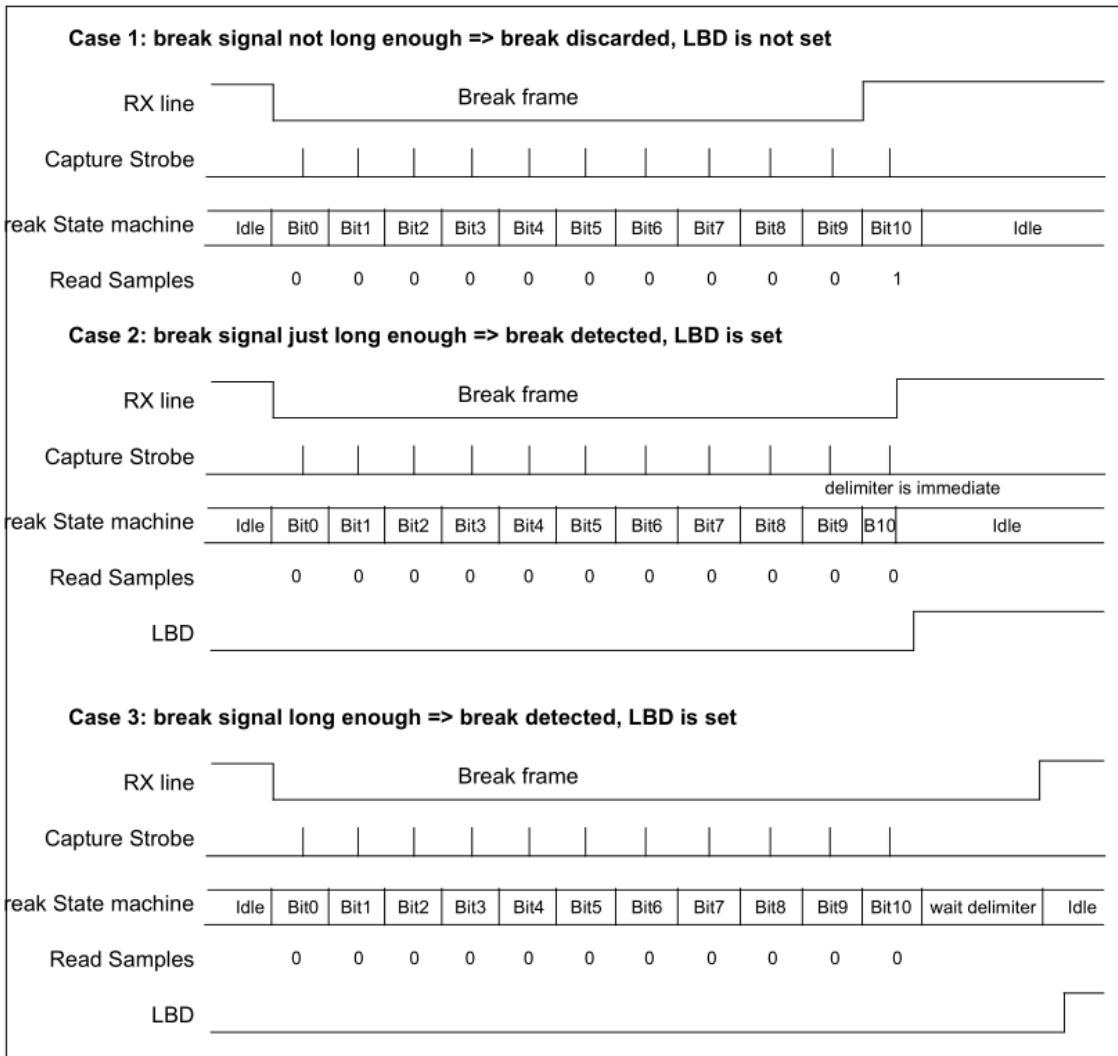 Case 1: break signal not long enough => break discarded, LBD is not set
RX line Break frame
Capture Strobe
reak State machine Idle Bit0 Bit1 Bit2 Bit3 Bit4 Bit5 Bit6 Bit7 Bit8 Bit9 Bit10 Idle
Read Samples 0 0 0 0 0 0 0 0 0 0 1
Case 2: break signal just long enough => break detected, LBD is set
RX line Break frame
Capture Strobe
delimiter is immediate
reak State machine Idle Bit0 Bit1 Bit2 Bit3 Bit4 Bit5 Bit6 Bit7 Bit8 Bit9 B10 Idle
Read Samples 0 0 0 0 0 0 0 0 0 0 0
LBD
Case 3: break signal long enough => break detected, LBD is set
RX line Break frame
Capture Strobe
reak State machine Idle Bit0 Bit1 Bit2 Bit3 Bit4 Bit5 Bit6 Bit7 Bit8 Bit9 Bit10 wait delimiter Idle
Read Samples 0 0 0 0 0 0 0 0 0 0 0
LBD